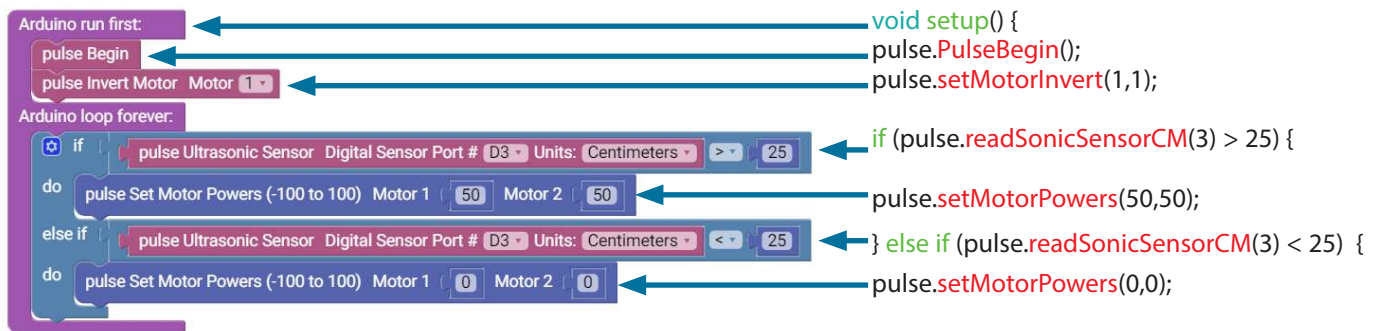 Arduino run first:
void setup() {
pulse Begin
pulse.PulseBegin();
pulse Invert Motor Motor 1
pulse.setMotorInvert(1,1);
Arduino loop forever:
if pulse Ultrasonic Sensor Digital Sensor Port # D3 Units: Centimeters > 25
if (pulse.readSonicSensorCM(3) > 25) {
do pulse Set Motor Powers (-100 to 100) Motor 1 50 Motor 2 50
pulse.setMotorPowers(50,50);
else if pulse Ultrasonic Sensor Digital Sensor Port # D3 Units: Centimeters < 25
} else if (pulse.readSonicSensorCM(3) < 25) {
do pulse Set Motor Powers (-100 to 100) Motor 1 0 Motor 2 0
pulse.setMotorPowers(0,0);